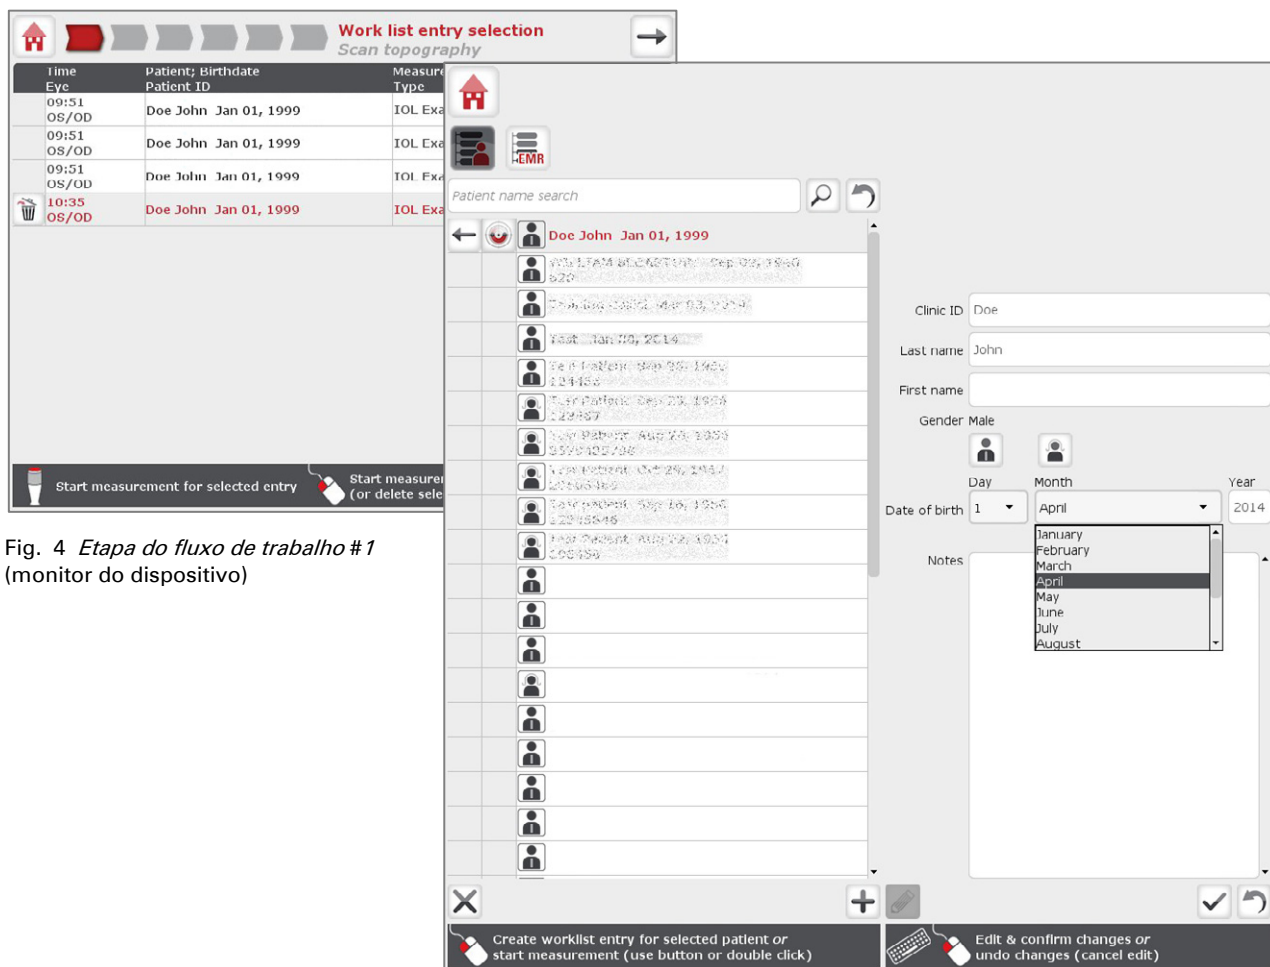 Work list entry selection
Scan topography
Time
Eye
Patient; Birthdate
Patient ID
Measure
Type
09:51
OS/OD
Doe John Jan 01, 1999
IOL Exa
09:51
OS/OD
Doe John Jan 01, 1999
IOL Exa
09:51
OS/OD
Doe John Jan 01, 1999
IOL Exa
10:35
OS/OD
Doe John Jan 01, 1999
IOL Exa
Start measurement for selected entry
Start measurer
(or delete sele
Fig. 4 Etapa do fluxo de trabalho #1
(monitor do dispositivo)
EMR
Patient name search
Doe John Jan 01, 1999
Test Jan 2014
Clinic ID Doe
Last name John
First name
Gender Male
Day Month Year
Date of birth 1 April 2014
January
February
March
April
May
June
July
August
Notes
Create worklist entry for selected patient or
start measurement (use button or double click)
Edit & confirm changes or
undo changes (cancel edit)